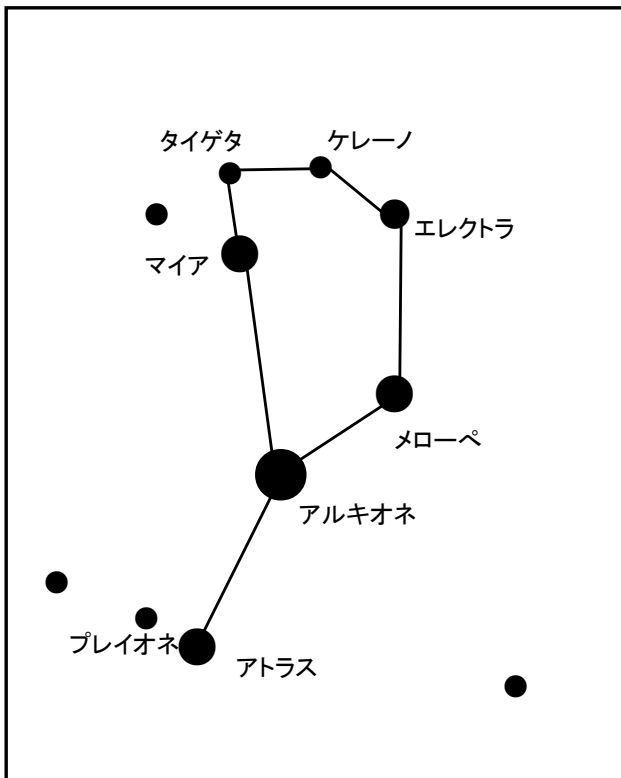 タイゲタ
ケレーノ
エレクトラ
マイア
メローペ
アルキオネ
プレイオネ
アトラス